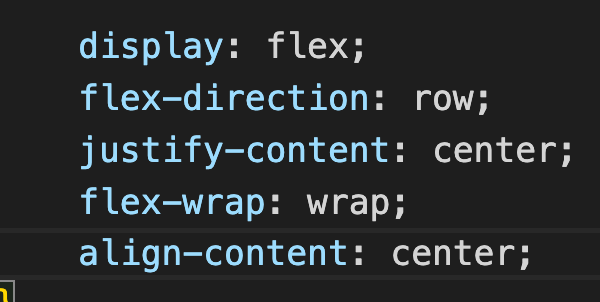 display: flex;
flex-direction: row;
justify-content: center;
flex-wrap: wrap;
align-content: center;